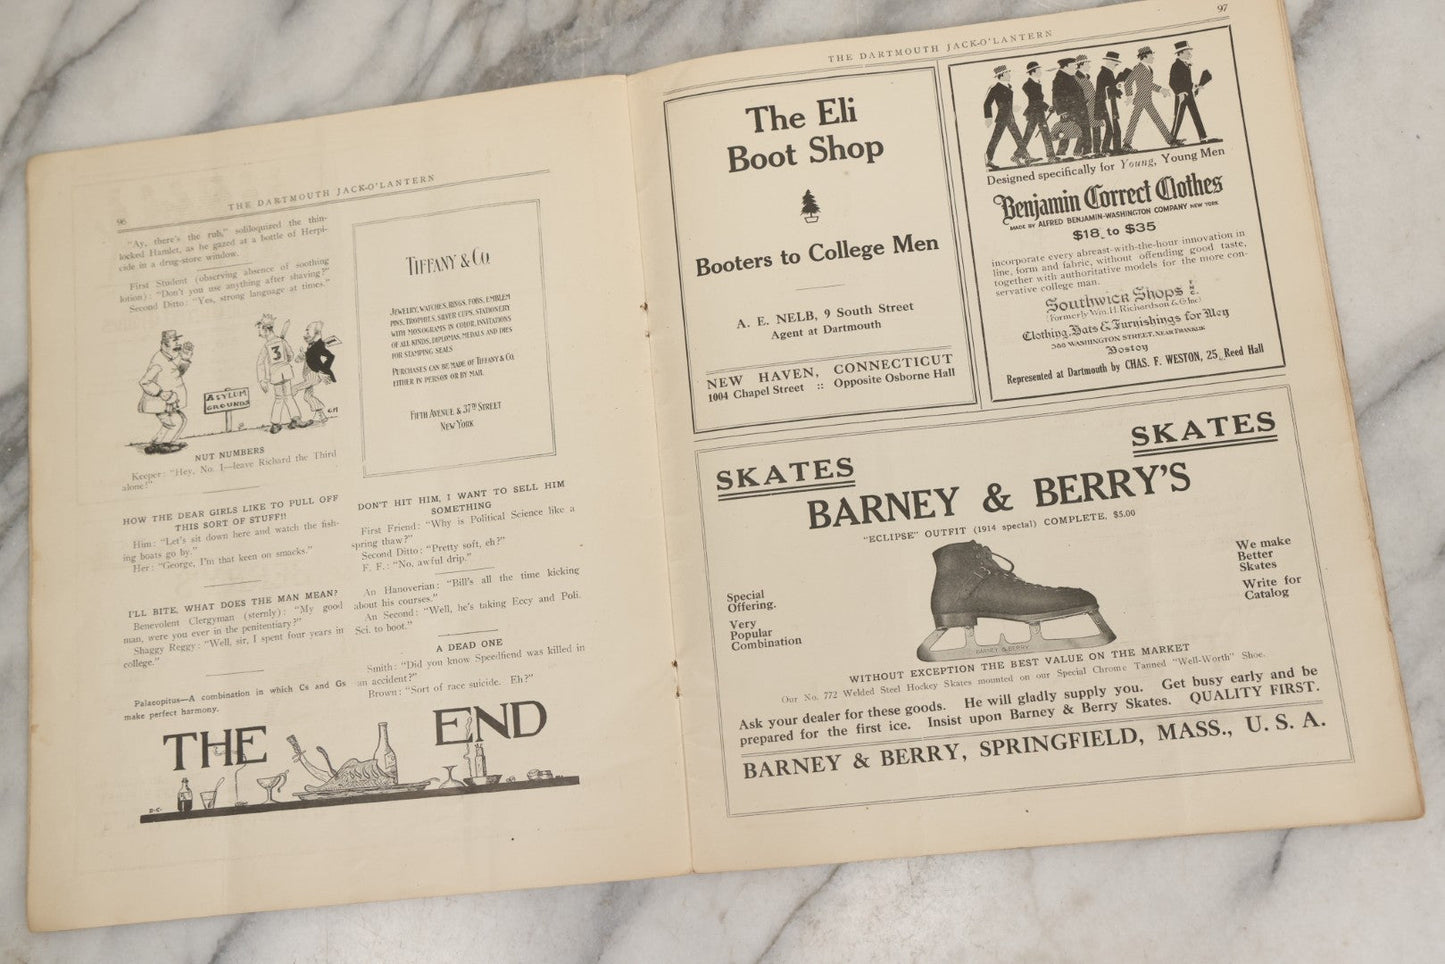 96
THE DARTMOUTH JACK-O'LANTERN
"Ay, there's the rub," soliloquized the thin-
locked Hamlet, as he gazed at a bottle of Herpi-
cide in a drug-store window.
First Student (observing absence of soothing
lotion): "Don't you use anything after shaving?"
Second Ditto: "Yes, strong language at times."
3
ASYLUM
GROUNDS
NUT NUMBERS
Keeper: "Hey, No. 1—leave Richard the Third
alone!"
HOW THE DEAR GIRLS LIKE TO PULL OFF
THIS SORT OF STUFF!!
Him: "Let's sit down here and watch the fish-
ing boats go by."
Her: "George, I'm that keen on smacks."
I'LL BITE, WHAT DOES THE MAN MEAN?
Benevolent Clergyman (sternly): "My good
man, were you ever in the penitentiary?"
Shaggy Reggy: "Well, sir, I spent four years in
college."
Palaeopitus—A combination in which Cs and Gs
make perfect harmony.
TIFFANY & CO.
JEWELRY, WATCHES, RINGS, FOBS, EMBLEM
PINS, TROPHIES, SILVER CUPS, STATIONERY
WITH MONOGRAMS IN COLOR, INVITATIONS
OF ALL KINDS, DIPLOMAS, MEDALS AND DIES
FOR STAMPING SEALS
PURCHASES CAN BE MADE OF TIFFANY & CO.
EITHER IN PERSON OR BY MAIL
FIFTH AVENUE & 37TH STREET
NEW YORK
DON'T HIT HIM, I WANT TO SELL HIM
SOMETHING
First Friend: "Why is Political Science like a
spring thaw?"
Second Ditto: "Pretty soft, eh?"
F. F.: "No, awful drip."
An Hanoverian: "Bill's all the time kicking
about his courses."
An Second: "Well, he's taking Eccy and Poli.
Sci. to boot."
A DEAD ONE
Smith: "Did you know Speedfiend was killed in
an accident?"
Brown: "Sort of race suicide. Eh?"
THE END
D.C.
THE DARTMOUTH JACK-O'LANTERN
97
The Eli
Boot Shop
Booters to College Men
A. E. NELB, 9 South Street
Agent at Dartmouth
NEW HAVEN, CONNECTICUT
1004 Chapel Street :: Opposite Osborne Hall
Designed specifically for Young, Young Men
Benjamin Correct Clothes
MADE BY ALFRED BENJAMIN-WASHINGTON COMPANY NEW YORK
$18. to $35
incorporate every abreast-with-the-hour innovation in
line, form and fabric, without offending good taste,
together with authoritative models for the more con-
servative college man.
Southwick Shops INC.
(Formerly Wm. H. Richardson Co. Inc)
Clothing, Hats & Furnishings for Men
388 WASHINGTON STREET, NEAR FRANKLIN
Boston
Represented at Dartmouth by CHAS. F. WESTON, 25, Reed Hall
SKATES SKATES
BARNEY & BERRY'S
"ECLIPSE" OUTFIT (1914 special) COMPLETE, $5.00
Special
Offering.
Very
Popular
Combination
We make
Better
Skates
Write for
Catalog
BARNEY & BERRY
WITHOUT EXCEPTION THE BEST VALUE ON THE MARKET
Our No. 772 Welded Steel Hockey Skates mounted on our Special Chrome Tanned "Well-Worth" Shoe.
Ask your dealer for these goods. He will gladly supply you. Get busy early and be
prepared for the first ice. Insist upon Barney & Berry Skates. QUALITY FIRST.
BARNEY & BERRY, SPRINGFIELD, MASS., U. S. A.